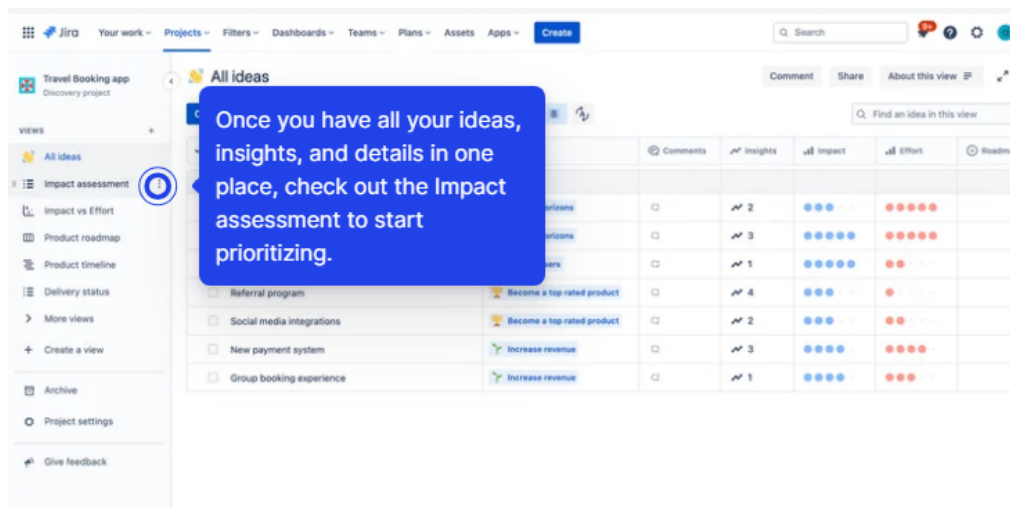 Jira Your work Projects Filters Dashboards Teams Plans Assets Apps Create Search 9+
Travel Booking app
Discovery project
All ideas
Comment Share About this view
Find an idea in this view
VIEWS +
All ideas
Impact assessment
Impact vs Effort
Product roadmap
Product timeline
Delivery status
More views
+ Create a view
Archive
Project settings
Give feedback
Once you have all your ideas,
insights, and details in one
place, check out the Impact
assessment to start
prioritizing.
Comments Insights Impact Effort
2
3
1
Referral program Become a top rated product 4
Social media integrations Become a top rated product 2
New payment system Increase revenue 3
Group booking experience Increase revenue 1